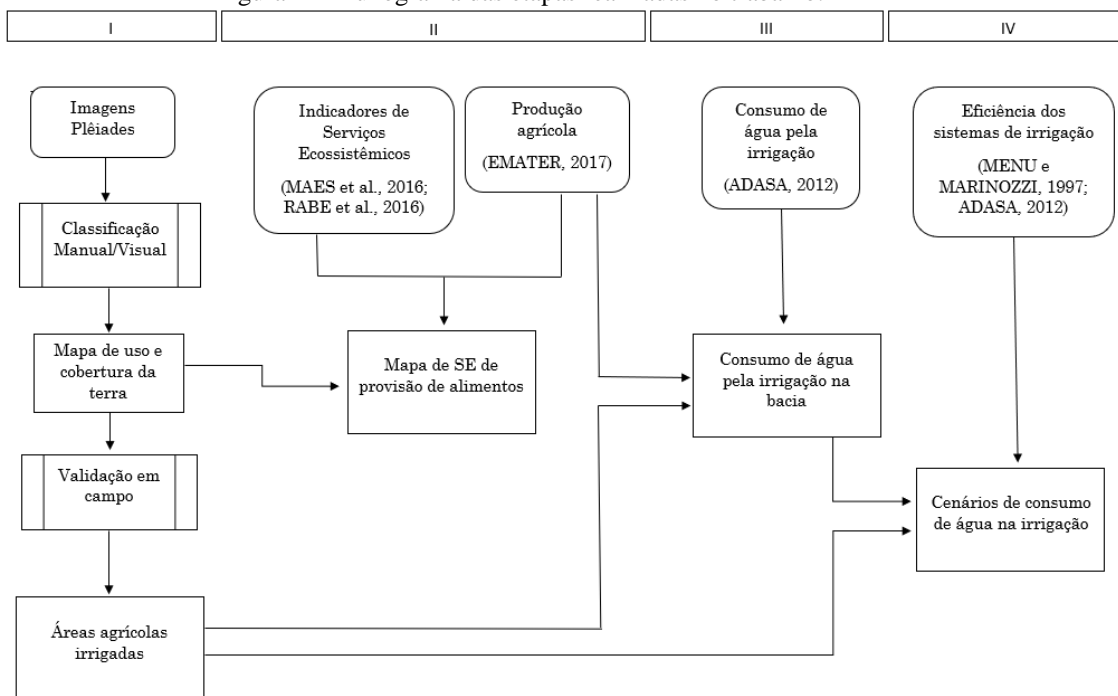 I
II
III
IV
Imagens
Plêiades
Indicadores de
Serviços
Ecossistêmicos
(MAES et al., 2016;
RABE et al., 2016)
Produção
agrícola
(EMATER, 2017)
Consumo de
água pela
irrigação
(ADASA, 2012)
Eficiência dos
sistemas de irrigação
(MENU e
MARINOZZI, 1997;
ADASA, 2012)
Classificação
Manual/Visual
Mapa de uso e
cobertura da
terra
Mapa de SE de
provisão de alimentos
Consumo de água
pela irrigação na
bacia
Validação em
campo
Cenários de consumo
de água na irrigação
Áreas agrícolas
irrigadas